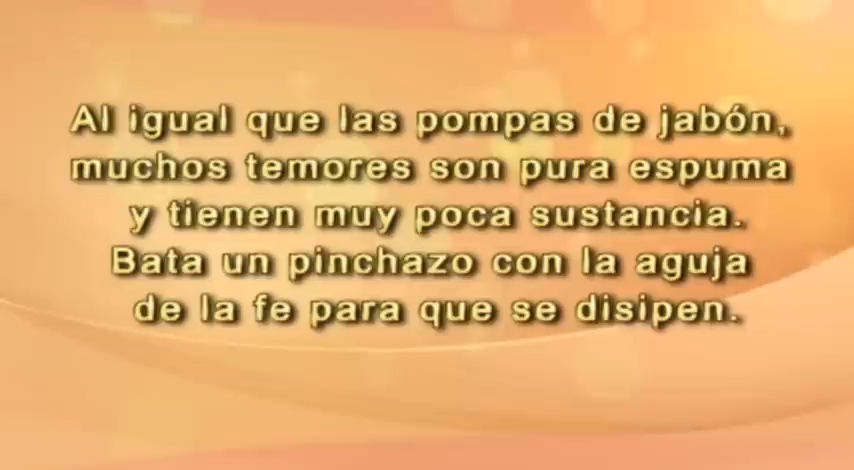 Al igual que las pompas de jabón,
muchos temores son pura espuma
y tienen muy poca sustancia.
Bata un pinchazo con la aguja
de la fe para que se disipen.